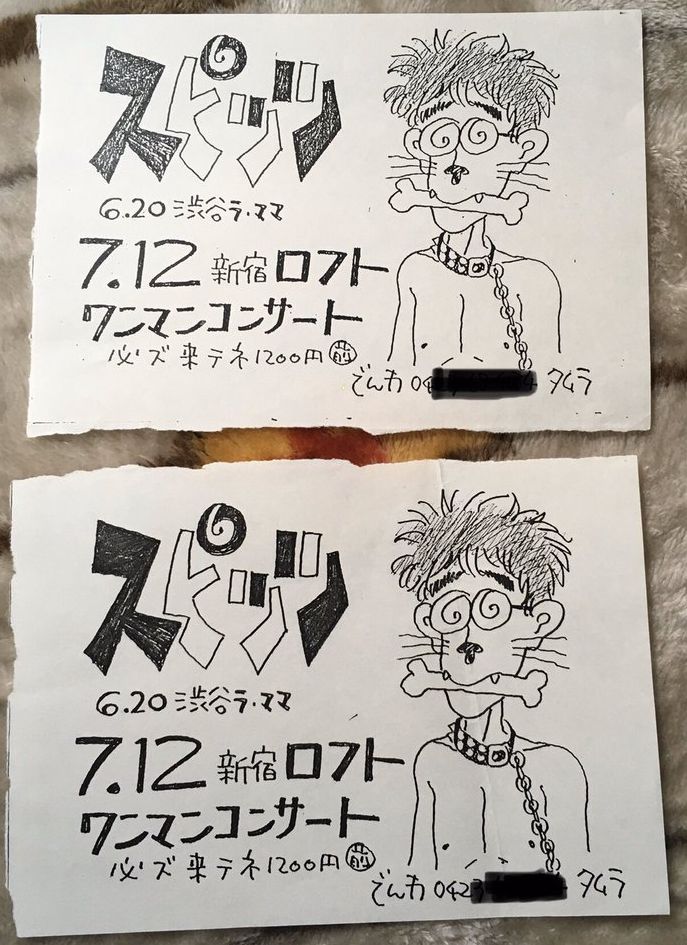 スピッツ
6.20 渋谷ラ・ママ
7.12 新宿ロフト
ワンマンコンサート
必ズ来テネ1200円前
でんわ 04 タムラ
スピッツ
6.20 渋谷ラ・ママ
7.12 新宿ロフト
ワンマンコンサート
必ズ来テネ1200円前
でんわ 0423 タムラ